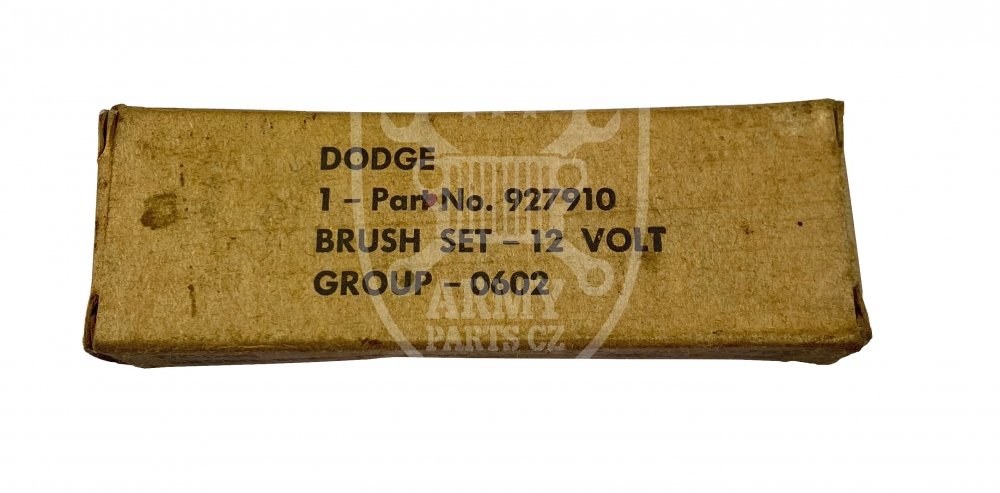 DODGE
1 – Part No. 927910
BRUSH SET – 12 VOLT
GROUP – 0602
ARMY
PARTS CZ